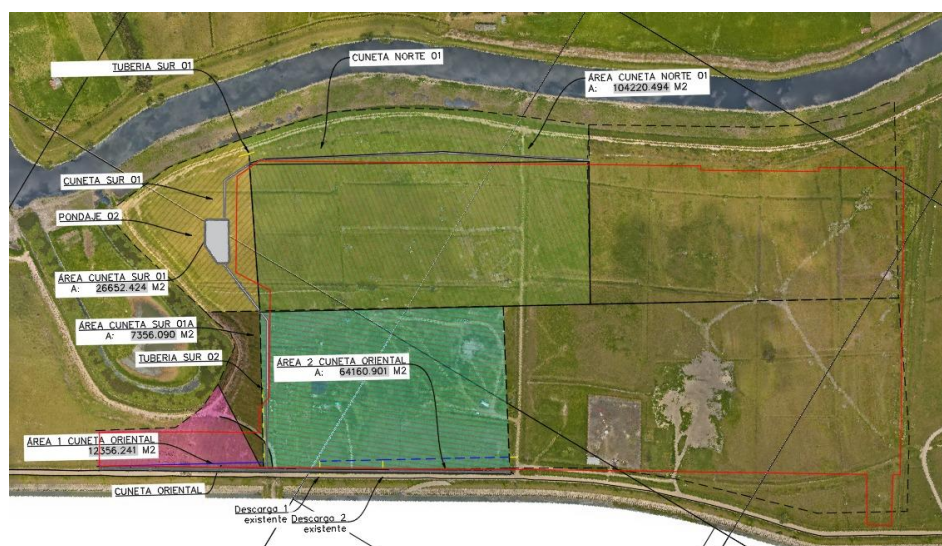 TUBERIA SUR 01
CUNETA NORTE 01
ÁREA CUNETA NORTE 01
A: 104220.494 M2
CUNETA SUR 01
PONDAJE 02
ÁREA CUNETA SUR 01
A: 26652.424 M2
ÁREA CUNETA SUR 01A
A: 7356.090 M2
TUBERIA SUR 02
ÁREA 2 CUNETA ORIENTAL
A: 64160.901 M2
ÁREA 1 CUNETA ORIENTAL
12356.241 M2
CUNETA ORIENTAL
Descarga 1
existente
Descarga 2
existente